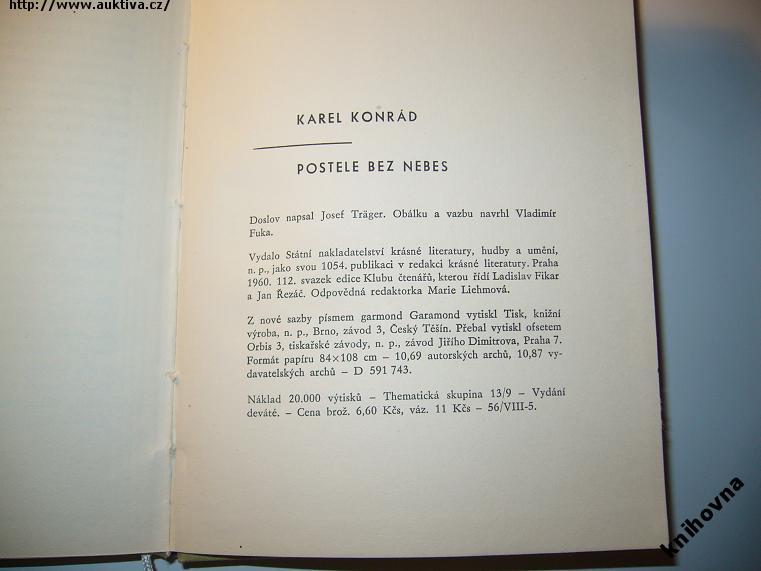 http://www.auktiva.cz/
KAREL KONRÁD
POSTELE BEZ NEBES
Doslov napsal Josef Träger. Obálku a vazbu navrhl Vladimír
Fuka.
Vydalo Státní nakladatelství krásné literatury, hudby a umění,
n. p., jako svou 1054. publikaci v redakci krásné literatury. Praha
1960. 112. svazek edice Klubu čtenářů, kterou řídí Ladislav Fikar
a Jan Řezáč. Odpovědná redaktorka Marie Liehmová.
Z nové sazby písmem garmond Garamond vytiskl Tisk, knižní
výroba, n. p., Brno, závod 3, Český Těšín. Přebal vytiskl ofsetem
Orbis 3, tiskařské závody, n. p., závod Jiřího Dimitrova, Praha 7.
Formát papíru 84×108 cm – 10,69 autorských archů, 10,87 vy-
davatelských archů – D 591 743.
Náklad 20.000 výtisků – Thematická skupina 13/9 – Vydání
deváté. – Cena brož. 6,60 Kčs, váz. 11 Kčs – 56/VIII-5.
knihovna